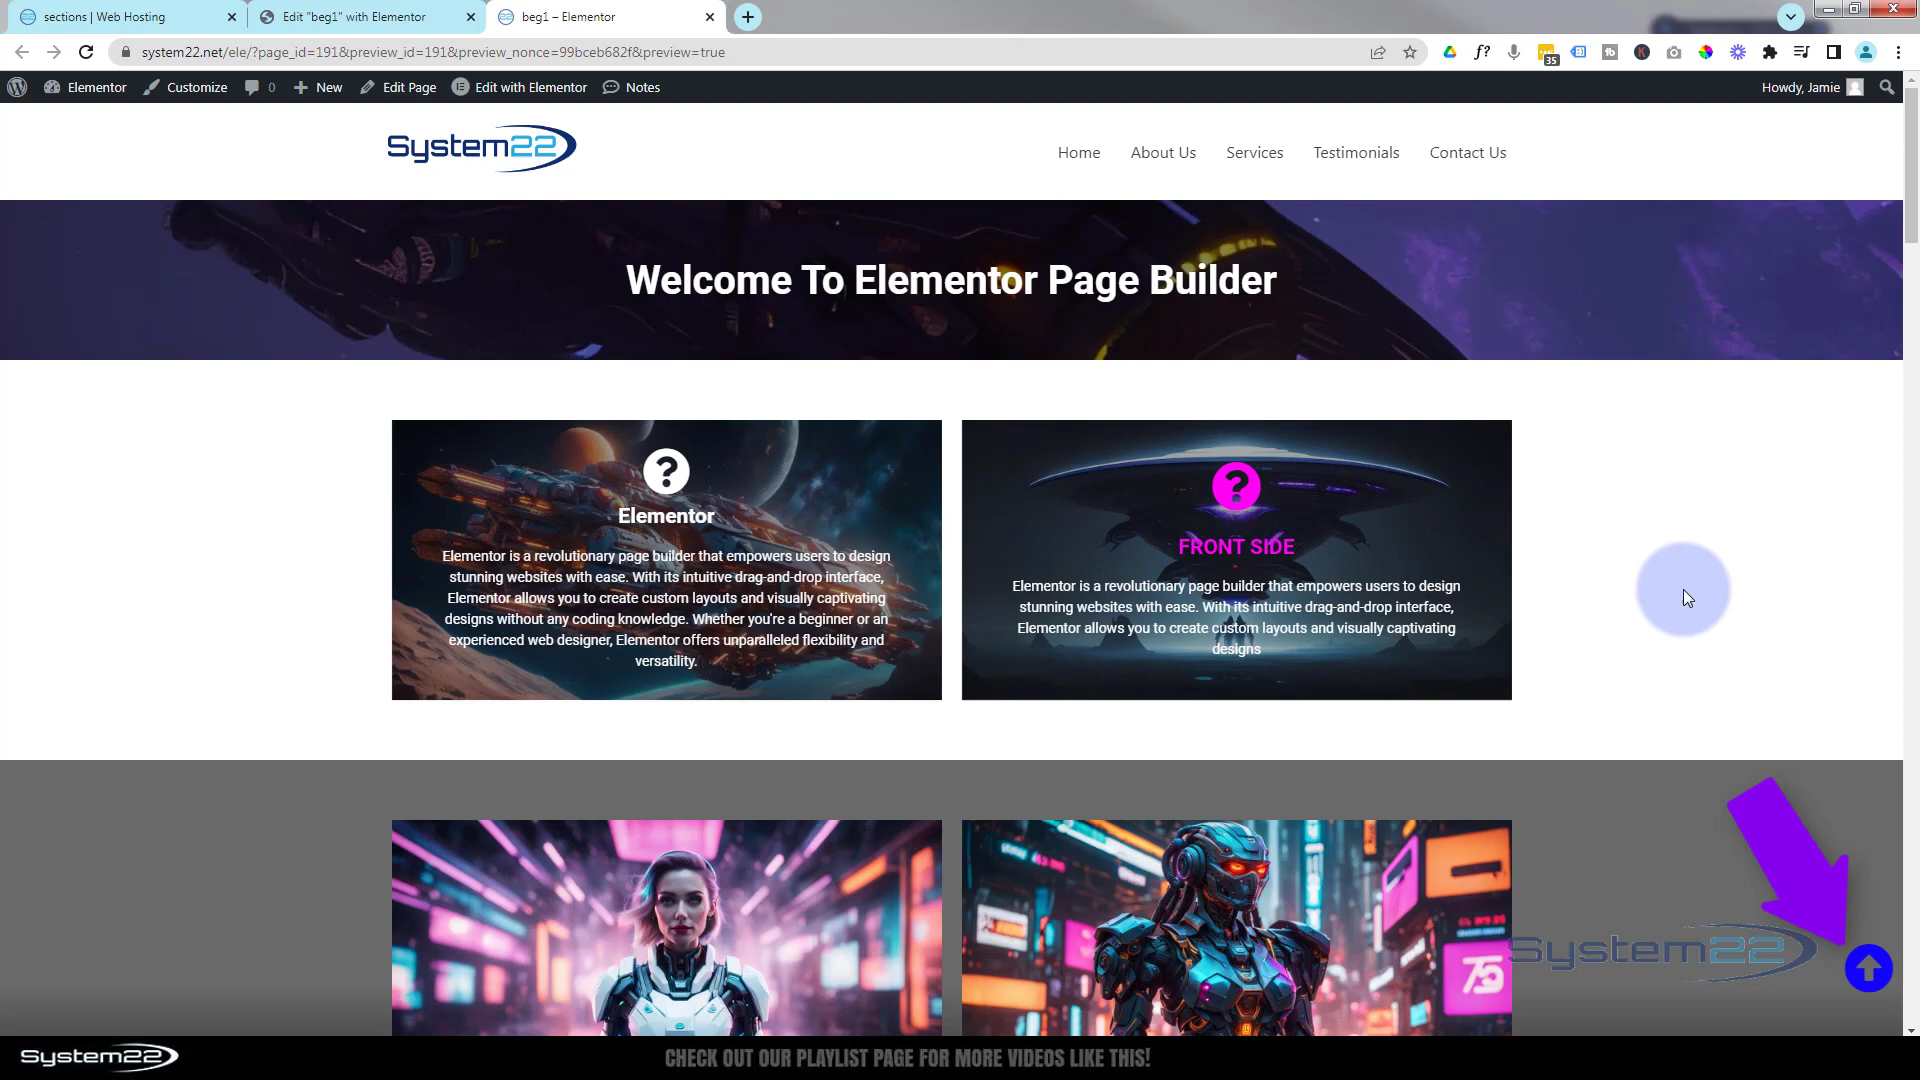 sections | Web Hosting
Edit "beg1" with Elementor
beg1 – Elementor
system22.net/ele/?page_id=191&preview_id=191&preview_nonce=99bceb682f&preview=true
35
Elementor
Customize
0
New
Edit Page
Edit with Elementor
Notes
Howdy, Jamie
System22
Home
About Us
Services
Testimonials
Contact Us
Welcome To Elementor Page Builder
?
Elementor
Elementor is a revolutionary page builder that empowers users to design
stunning websites with ease. With its intuitive drag-and-drop interface,
Elementor allows you to create custom layouts and visually captivating
designs without any coding knowledge. Whether you're a beginner or an
experienced web designer, Elementor offers unparalleled flexibility and
versatility.
?
FRONT SIDE
Elementor is a revolutionary page builder that empowers users to design
stunning websites with ease. With its intuitive drag-and-drop interface,
Elementor allows you to create custom layouts and visually captivating
designs
System22
System22
CHECK OUT OUR PLAYLIST PAGE FOR MORE VIDEOS LIKE THIS!